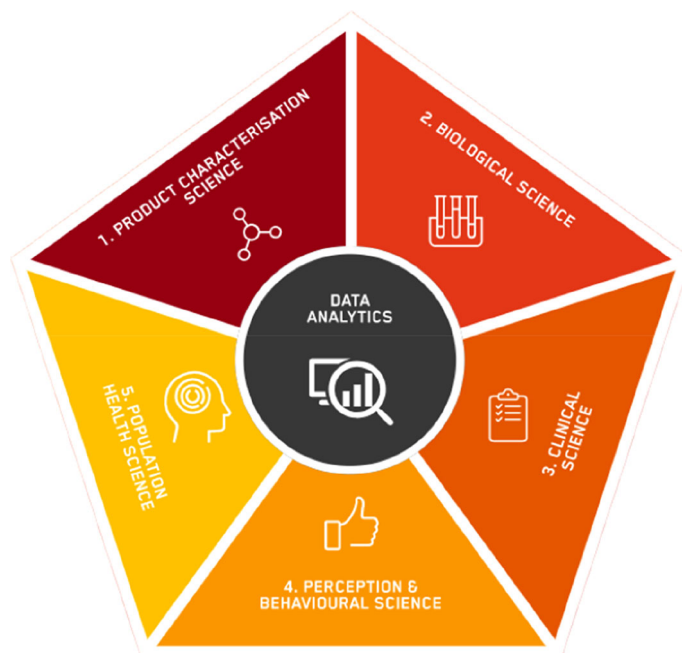 1. PRODUCT CHARACTERISATION
SCIENCE
2. BIOLOGICAL SCIENCE
DATA
ANALYTICS
3. CLINICAL
SCIENCE
4. PERCEPTION &
BEHAVIOURAL SCIENCE
5. POPULATION
HEALTH SCIENCE